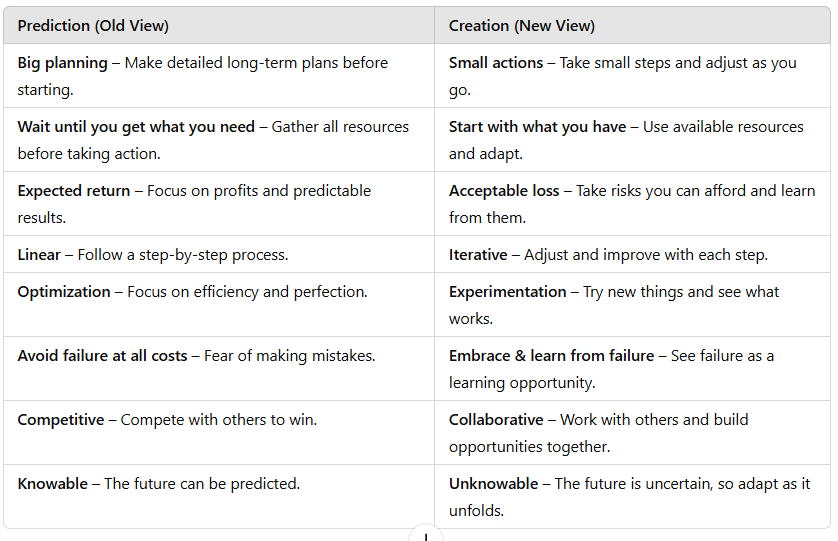 Prediction (Old View)
Creation (New View)
Big planning – Make detailed long-term plans before
starting.
Small actions – Take small steps and adjust as you
go.
Wait until you get what you need – Gather all resources
before taking action.
Start with what you have – Use available resources
and adapt.
Expected return – Focus on profits and predictable
results.
Acceptable loss – Take risks you can afford and learn
from them.
Linear – Follow a step-by-step process.
Iterative – Adjust and improve with each step.
Optimization – Focus on efficiency and perfection.
Experimentation – Try new things and see what
works.
Avoid failure at all costs – Fear of making mistakes.
Embrace & learn from failure – See failure as a
learning opportunity.
Competitive – Compete with others to win.
Collaborative – Work with others and build
opportunities together.
Knowable – The future can be predicted.
Unknowable – The future is uncertain, so adapt as it
unfolds.